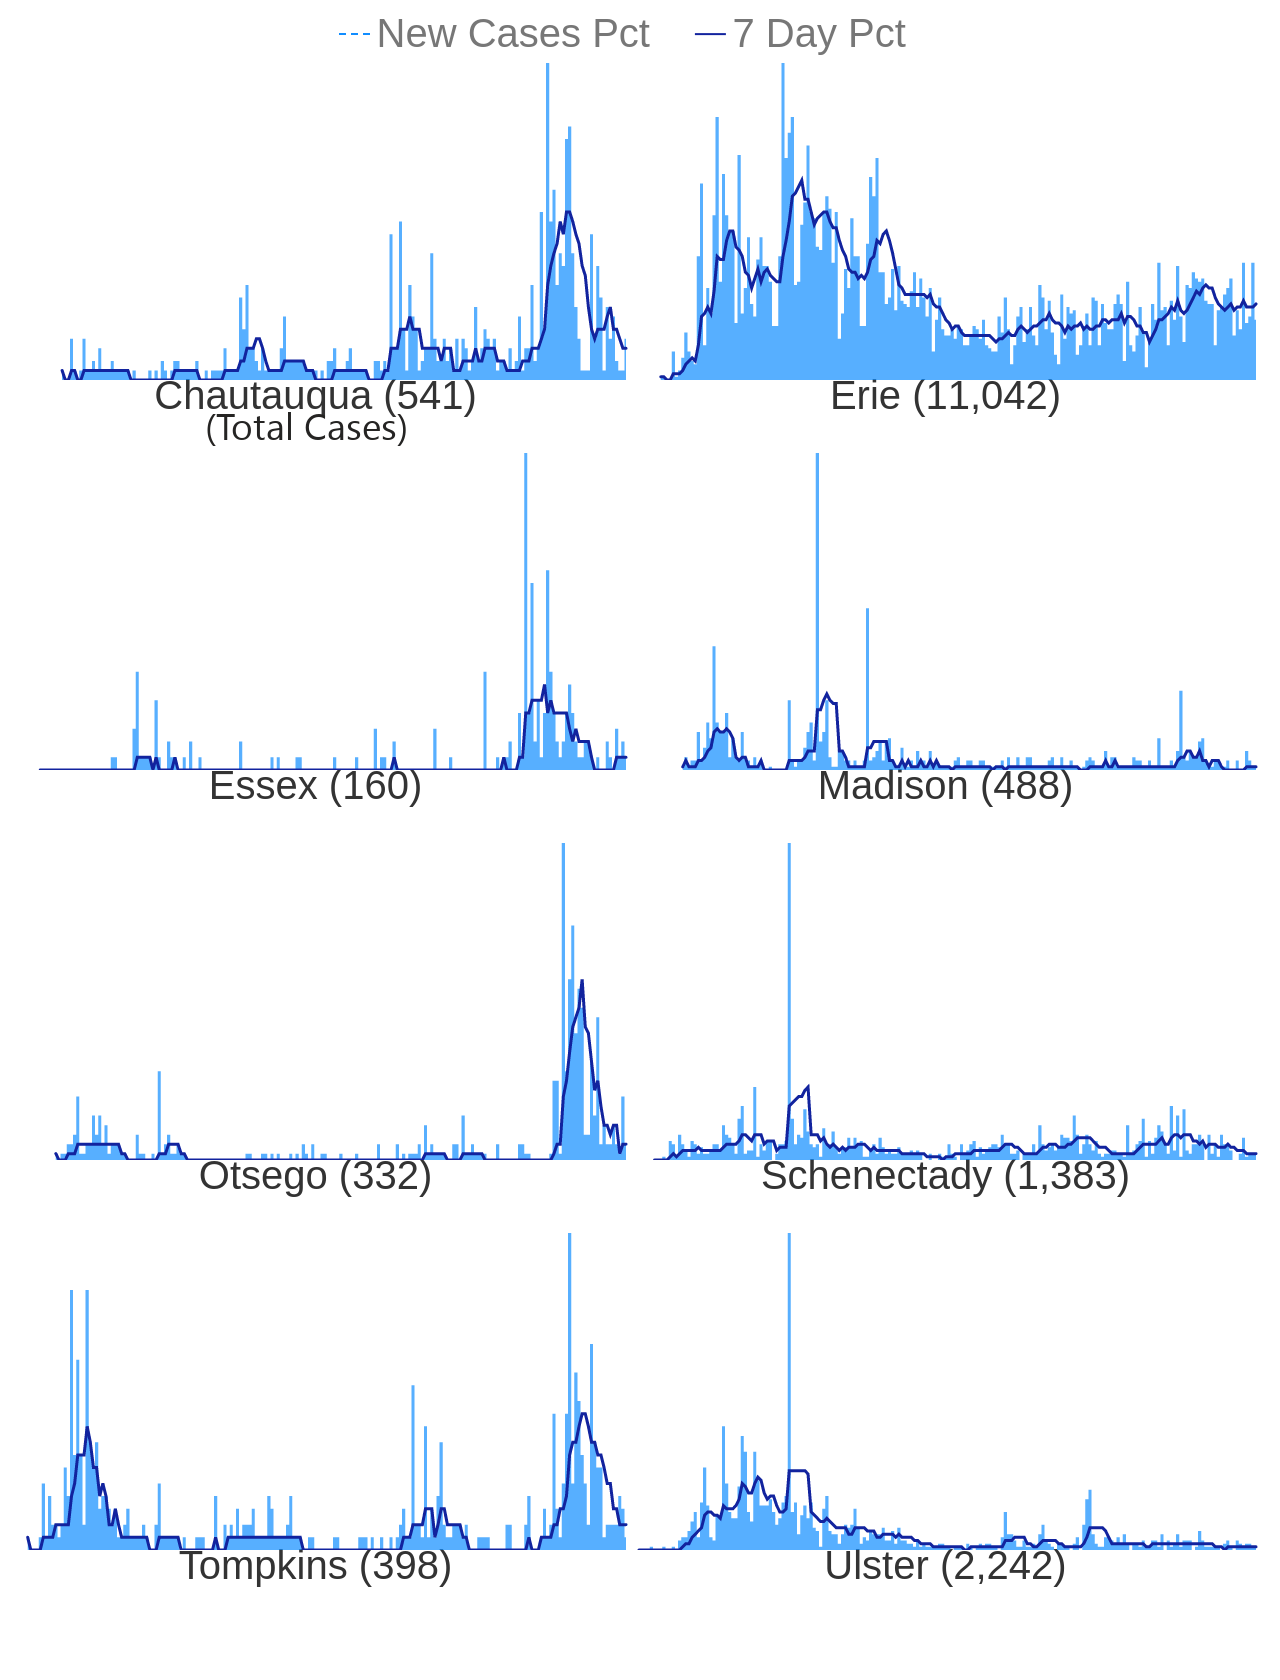 New Cases Pct 7 Day Pct
Chautauqua (541) Erie (11,042)
(Total Cases)
Essex (160) Madison (488)
Otsego (332) Schenectady (1,383)
Tompkins (398) Ulster (2,242)